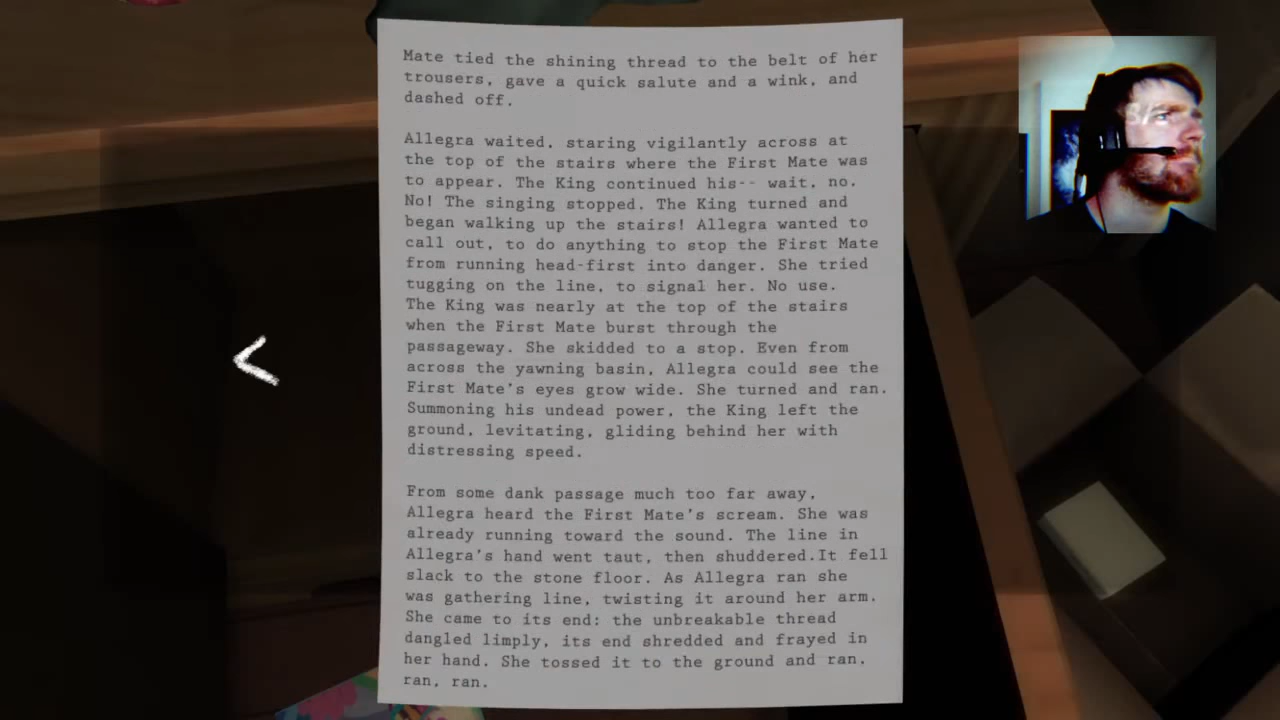 Mate tied the shining thread to the belt of her
trousers, gave a quick salute and a wink, and
dashed off.
Allegra waited, staring vigilantly across at
the top of the stairs where the First Mate was
to appear. The King continued his-- wait, no.
No! The singing stopped. The King turned and
began walking up the stairs! Allegra wanted to
call out, to do anything to stop the First Mate
from running head-first into danger. She tried
tugging on the line, to signal her. No use.
The King was nearly at the top of the stairs
when the First Mate burst through the
passageway. She skidded to a stop. Even from
across the yawning basin, Allegra could see the
First Mate's eyes grow wide. She turned and ran.
Summoning his undead power, the King left the
ground, levitating, gliding behind her with
distressing speed.
From some dank passage much too far away,
Allegra heard the First Mate's scream. She was
already running toward the sound. The line in
Allegra's hand went taut, then shuddered.It fell
slack to the stone floor. As Allegra ran she
was gathering line, twisting it around her arm.
She came to its end: the unbreakable thread
dangled limply, its end shredded and frayed in
her hand. She tossed it to the ground and ran,
ran, ran.